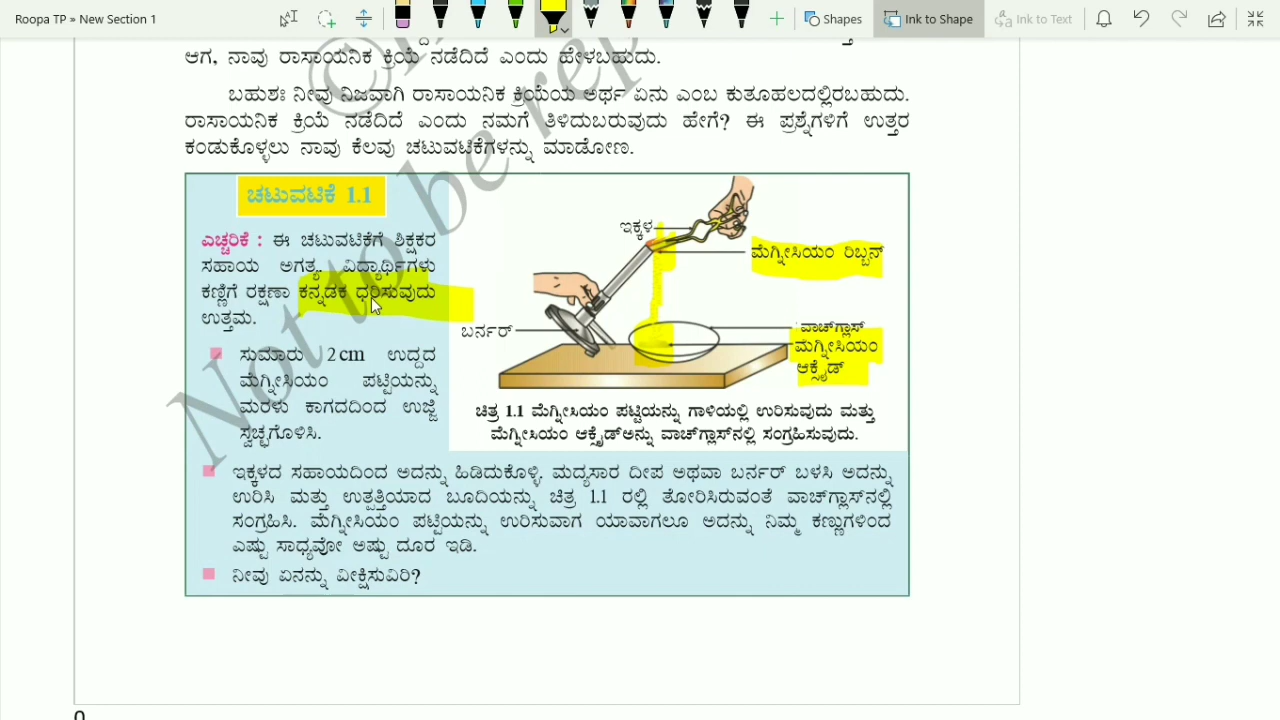 Roopa TP » New Section 1
Shapes
Ink to Shape
Ink to Text
ಆಗ, ನಾವು ರಾಸಾಯನಿಕ ಕ್ರಿಯೆ ನಡೆದಿದೆ ಎಂದು ಹೇಳಬಹುದು.
ಬಹುಶಃ ನೀವು ನಿಜವಾಗಿ ರಾಸಾಯನಿಕ ಕ್ರಿಯೆಯ ಅರ್ಥ ಏನು ಎಂಬ ಕುತೂಹಲದಲ್ಲಿರಬಹುದು.
ರಾಸಾಯನಿಕ ಕ್ರಿಯೆ ನಡೆದಿದೆ ಎಂದು ನಮಗೆ ತಿಳಿದುಬರುವುದು ಹೇಗೆ? ಈ ಪ್ರಶ್ನೆಗಳಿಗೆ ಉತ್ತರ
ಕಂಡುಕೊಳ್ಳಲು ನಾವು ಕೆಲವು ಚಟುವಟಿಕೆಗಳನ್ನು ಮಾಡೋಣ.
ಚಟುವಟಿಕೆ 1.1
ಎಚ್ಚರಿಕೆ : ಈ ಚಟುವಟಿಕೆಗೆ ಶಿಕ್ಷಕರ
ಸಹಾಯ ಅಗತ್ಯ. ವಿದ್ಯಾರ್ಥಿಗಳು
ಕಣ್ಣಿಗೆ ರಕ್ಷಣಾ ಕನ್ನಡಕ ಧರಿಸುವುದು
ಉತ್ತಮ.
ಸುಮಾರು 2 cm ಉದ್ದದ
ಮೆಗ್ನೀಸಿಯಂ ಪಟ್ಟಿಯನ್ನು
ಮರಳು ಕಾಗದದಿಂದ ಉಜ್ಜಿ
ಸ್ವಚ್ಛಗೊಳಿಸಿ.
ಇಕ್ಕಳ
ಮೆಗ್ನೀಸಿಯಂ ರಿಬ್ಬನ್
ಬರ್ನರ್
ವಾಚ್‌ಗ್ಲಾಸ್
ಮೆಗ್ನೀಸಿಯಂ
ಆಕ್ಸೈಡ್
ಚಿತ್ರ 1.1 ಮೆಗ್ನೀಸಿಯಂ ಪಟ್ಟಿಯನ್ನು ಗಾಳಿಯಲ್ಲಿ ಉರಿಸುವುದು ಮತ್ತು
ಮೆಗ್ನೀಸಿಯಂ ಆಕ್ಸೈಡ್‌ಅನ್ನು ವಾಚ್‌ಗ್ಲಾಸ್‌ನಲ್ಲಿ ಸಂಗ್ರಹಿಸುವುದು.
ಇಕ್ಕಳದ ಸಹಾಯದಿಂದ ಅದನ್ನು ಹಿಡಿದುಕೊಳ್ಳಿ. ಮದ್ಯಸಾರ ದೀಪ ಅಥವಾ ಬರ್ನರ್ ಬಳಸಿ ಅದನ್ನು
ಉರಿಸಿ ಮತ್ತು ಉತ್ಪತ್ತಿಯಾದ ಬೂದಿಯನ್ನು ಚಿತ್ರ 1.1 ರಲ್ಲಿ ತೋರಿಸಿರುವಂತೆ ವಾಚ್‌ಗ್ಲಾಸ್‌ನಲ್ಲಿ
ಸಂಗ್ರಹಿಸಿ. ಮೆಗ್ನೀಸಿಯಂ ಪಟ್ಟಿಯನ್ನು ಉರಿಸುವಾಗ ಯಾವಾಗಲೂ ಅದನ್ನು ನಿಮ್ಮ ಕಣ್ಣುಗಳಿಂದ
ಎಷ್ಟು ಸಾಧ್ಯವೋ ಅಷ್ಟು ದೂರ ಇಡಿ.
ನೀವು ಏನನ್ನು ವೀಕ್ಷಿಸುವಿರಿ?
Not to be rep